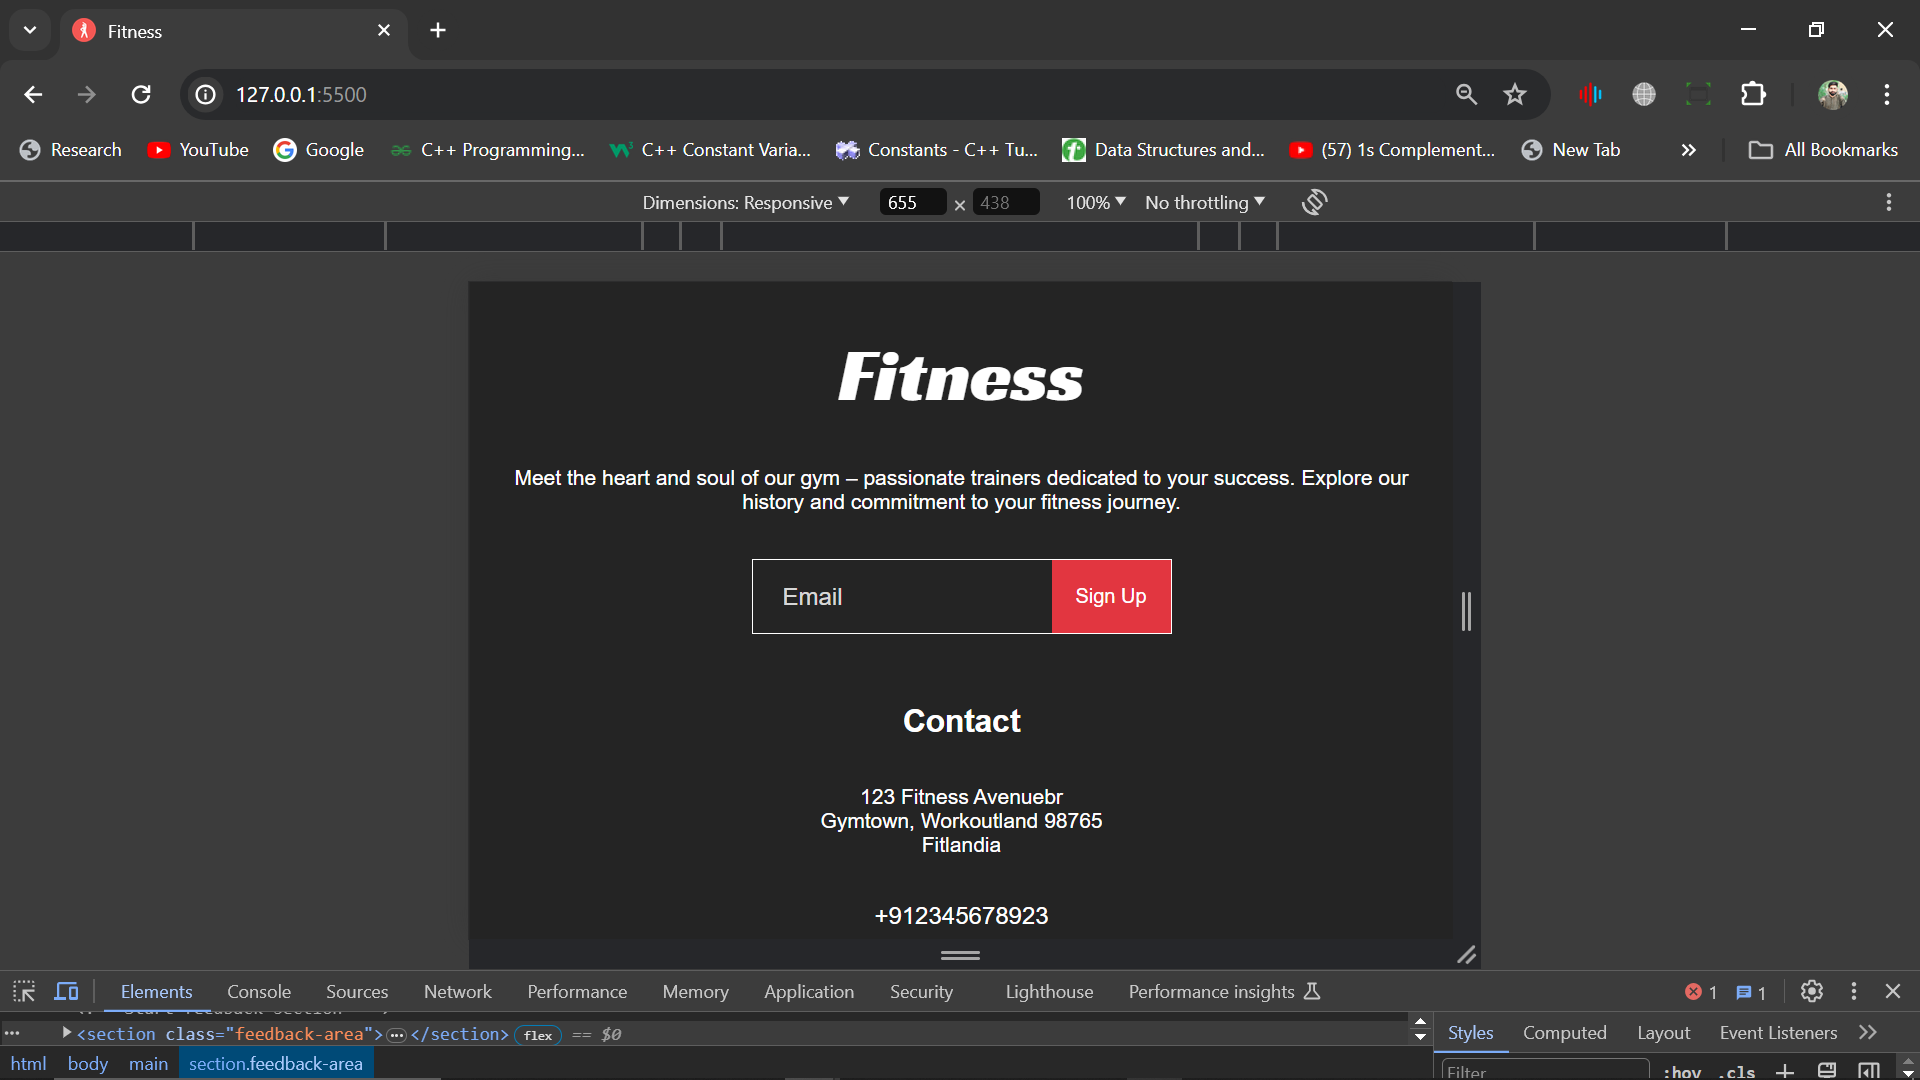 Fitness
127.0.0.1:5500
Research YouTube Google C++ Programming... C++ Constant Varia... Constants - C++ Tu... Data Structures and... (57) 1s Complement... New Tab » All Bookmarks
Dimensions: Responsive 655 × 438 100% No throttling
Fitness
Meet the heart and soul of our gym – passionate trainers dedicated to your success. Explore our
history and commitment to your fitness journey.
Email Sign Up
Contact
123 Fitness Avenuebr
Gymtown, Workoutland 98765
Fitlandia
+912345678923
Elements Console Sources Network Performance Memory Application Security Lighthouse Performance insights 1 1
... <section class="feedback-area"> ... </section> flex == $0
Styles Computed Layout Event Listeners »
html body main section.feedback-area
Filter :hov .cls +